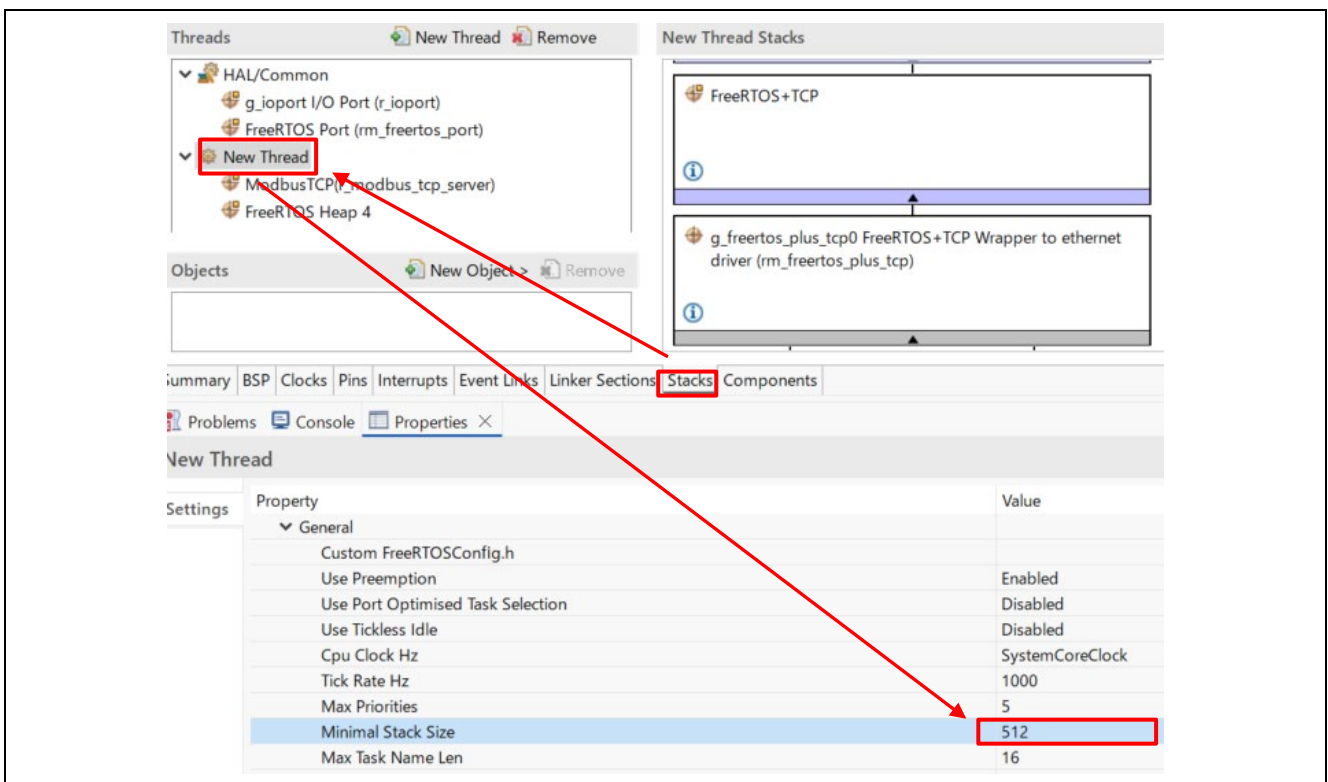 Threads New Thread Remove New Thread Stacks
HAL/Common
g_ioport I/O Port (r_ioport)
FreeRTOS Port (rm_freertos_port)
New Thread
ModbusTCP(r_modbus_tcp_server)
FreeRTOS Heap 4
FreeRTOS+TCP
g_freertos_plus_tcp0 FreeRTOS+TCP Wrapper to ethernet
driver (rm_freertos_plus_tcp)
Objects New Object > Remove
Summary BSP Clocks Pins Interrupts Event Links Linker Sections Stacks Components
Problems Console Properties
New Thread
Settings
Property Value
General
Custom FreeRTOSConfig.h
Use Preemption Enabled
Use Port Optimised Task Selection Disabled
Use Tickless Idle Disabled
Cpu Clock Hz SystemCoreClock
Tick Rate Hz 1000
Max Priorities 5
Minimal Stack Size 512
Max Task Name Len 16